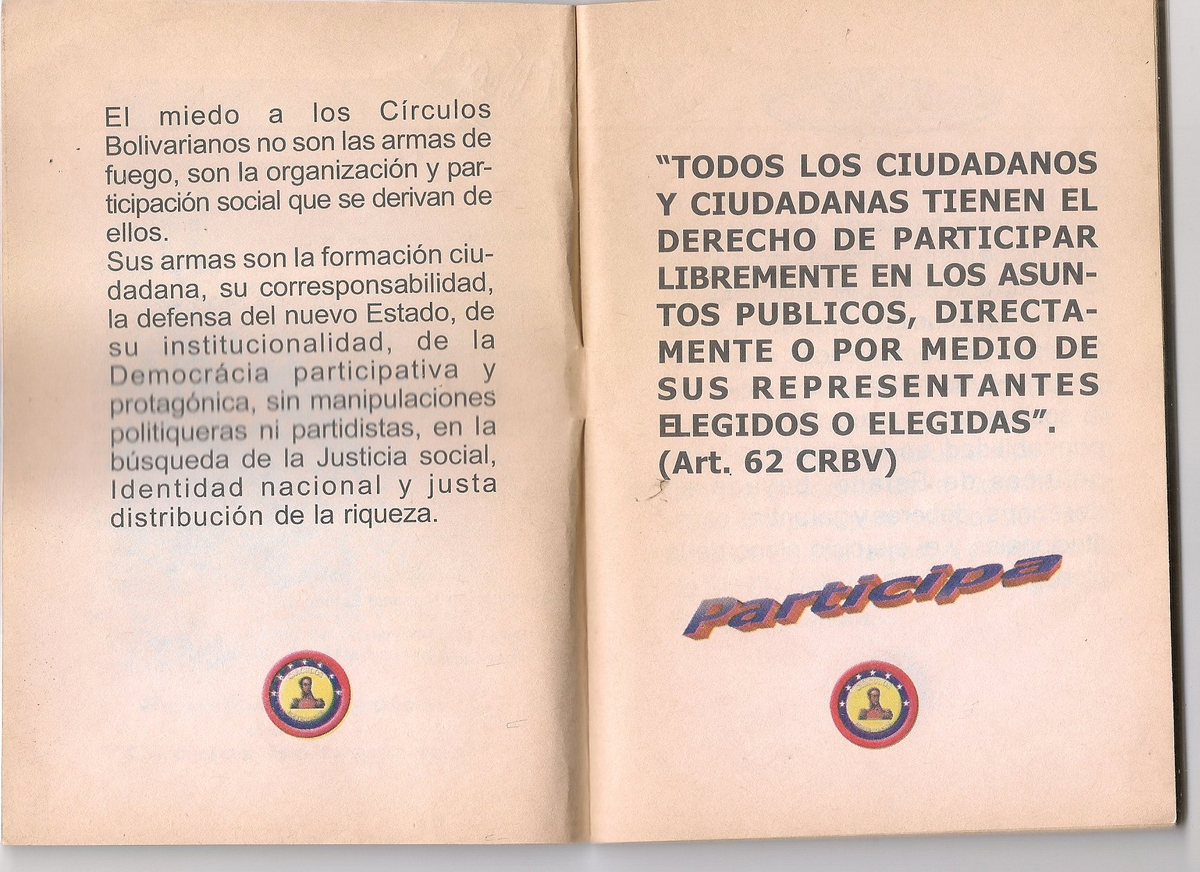 El miedo a los Círculos
Bolivarianos no son las armas de
fuego, son la organización y par-
ticipación social que se derivan de
ellos.
Sus armas son la formación ciu-
dadana, su corresponsabilidad,
la defensa del nuevo Estado, de
su institucionalidad, de la
Democrácia participativa y
protagónica, sin manipulaciones
politiqueras ni partidistas, en la
búsqueda de la Justicia social,
Identidad nacional y justa
distribución de la riqueza.
“TODOS LOS CIUDADANOS
Y CIUDADANAS TIENEN EL
DERECHO DE PARTICIPAR
LIBREMENTE EN LOS ASUN-
TOS PUBLICOS, DIRECTA-
MENTE O POR MEDIO DE
SUS REPRESENTANTES
ELEGIDOS O ELEGIDAS”.
(Art. 62 CRBV)
Participa